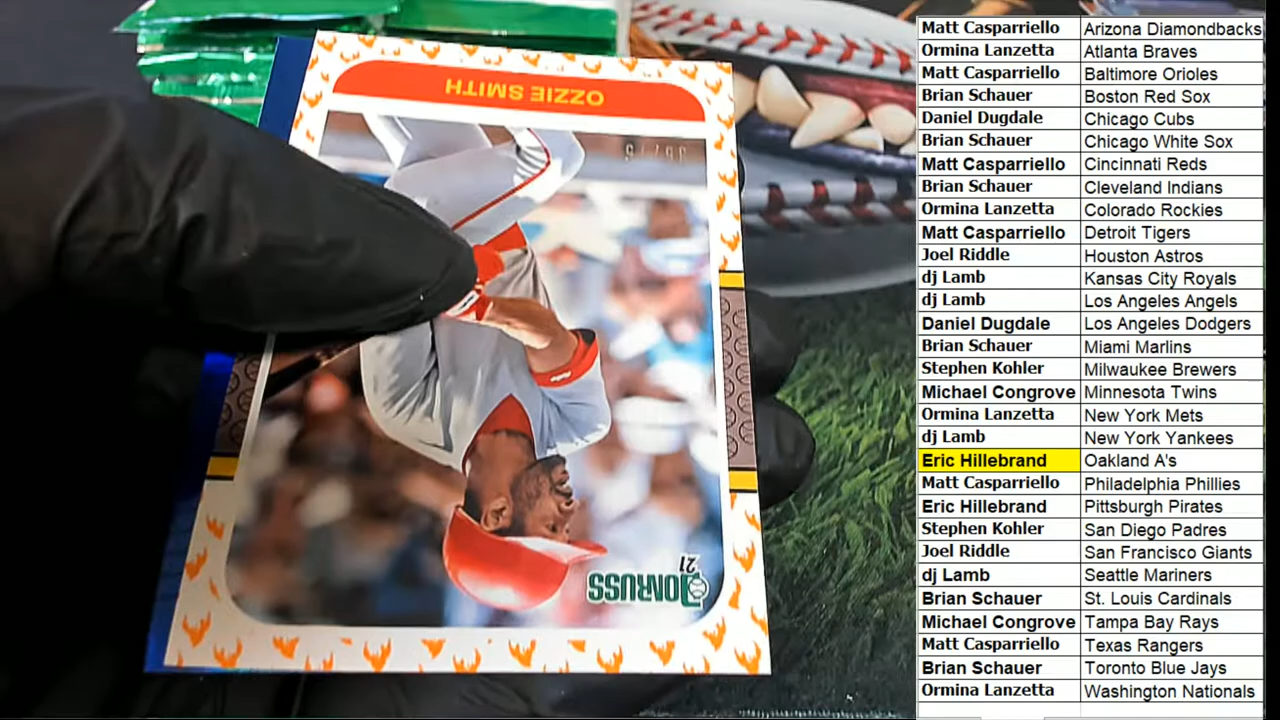 OZZIE SMITH
DONRUSS
21
Matt Casparriello Arizona Diamondbacks
Ormina Lanzetta Atlanta Braves
Matt Casparriello Baltimore Orioles
Brian Schauer Boston Red Sox
Daniel Dugdale Chicago Cubs
Brian Schauer Chicago White Sox
Matt Casparriello Cincinnati Reds
Brian Schauer Cleveland Indians
Ormina Lanzetta Colorado Rockies
Matt Casparriello Detroit Tigers
Joel Riddle Houston Astros
dj Lamb Kansas City Royals
dj Lamb Los Angeles Angels
Daniel Dugdale Los Angeles Dodgers
Brian Schauer Miami Marlins
Stephen Kohler Milwaukee Brewers
Michael Congrove Minnesota Twins
Ormina Lanzetta New York Mets
dj Lamb New York Yankees
Eric Hillebrand Oakland A's
Matt Casparriello Philadelphia Phillies
Eric Hillebrand Pittsburgh Pirates
Stephen Kohler San Diego Padres
Joel Riddle San Francisco Giants
dj Lamb Seattle Mariners
Brian Schauer St. Louis Cardinals
Michael Congrove Tampa Bay Rays
Matt Casparriello Texas Rangers
Brian Schauer Toronto Blue Jays
Ormina Lanzetta Washington Nationals